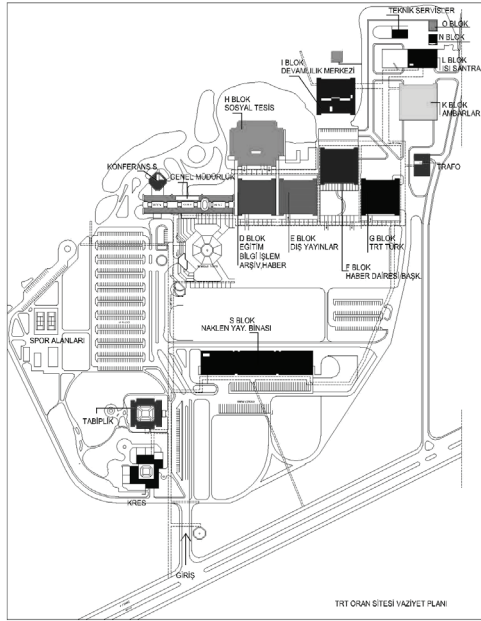 TEKNİK SERVİSLER
O BLOK
N BLOK
I BLOK
DEVAMLILIK MERKEZİ
L BLOK
ISI SANTRA
H BLOK
SOSYAL TESİS
K BLOK
AMBARLAR
KONFERANS S.
GENEL MÜDÜRLÜK
TRAFO
D BLOK
EĞİTİM
BİLGİ İŞLEM
ARŞİV,HABER
E BLOK
DIŞ YAYINLAR
G BLOK
TRT TÜRK
F BLOK
HABER DAİRESİ BAŞK.
S BLOK
NAKLEN YAY. BİNASI
SPOR ALANLARI
TABİPLİK
KRES
GİRİŞ
TRT ORAN SİTESİ VAZİYET PLANI